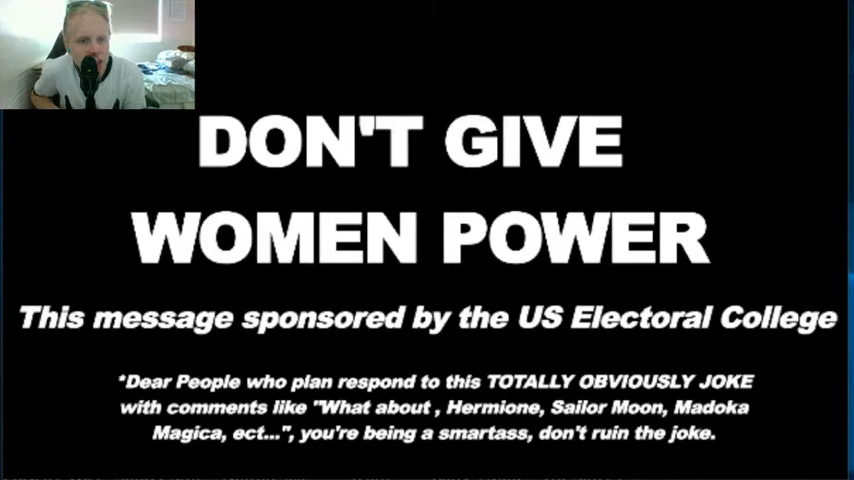 DON'T GIVE
WOMEN POWER
This message sponsored by the US Electoral College
*Dear People who plan respond to this TOTALLY OBVIOUSLY JOKE
with comments like "What about , Hermione, Sailor Moon, Madoka
Magica, ect...", you're being a smartass, don't ruin the joke.